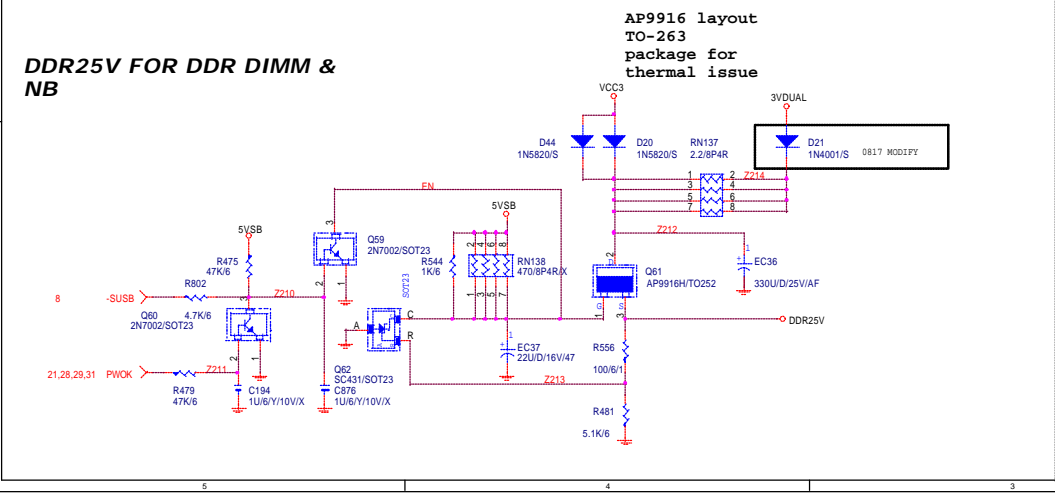 AP9916 layout
TO-263
package for
thermal issue
DDR25V FOR DDR DIMM &
NB
VCC3
3VDUAL
D44
1N5820/S
D20
1N5820/S
RN137
2.2/8P4R
D21
1N4001/S
0817 MODIFY
1 2 Z214
3 4
5 6
7 8
EN
5VSB
5VSB
3
Q59
2N7002/SOT23
2 1
R475
47K/6
R544
1K/6
2 4 6 8
RN138
470/8P4R/X
1 3 5 7
Z212
1
EC36
330U/D/25V/AF
2
D
Q61
AP9916H/TO252
G S
1 3
DDR25V
8 -SUSB
R802
4.7K/6
3
Z210
Q60
2N7002/SOT23
2 1
SOT23
A
C
R
1
EC37
22U/D/16V/47
R556
100/6/1
21,28,29,31 PWOK
Z211
R479
47K/6
C194
1U/6/Y/10V/X
Q62
SC431/SOT23
C876
1U/6/Y/10V/X
Z213
R481
5.1K/6
5 4 3